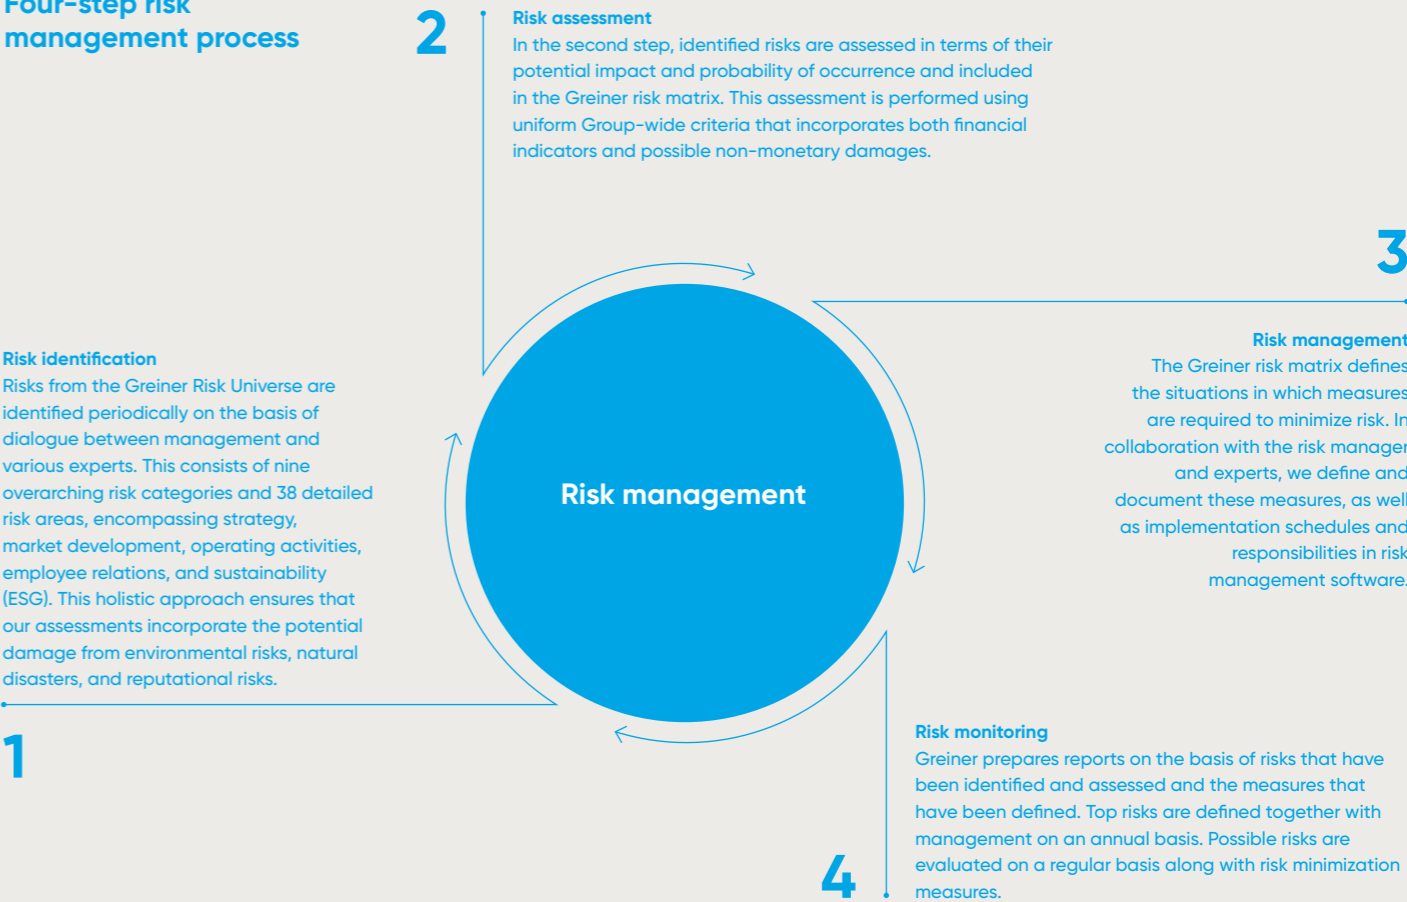 Four-step risk
management process
1
Risk identification
Risks from the Greiner Risk Universe are
identified periodically on the basis of
dialogue between management and
various experts. This consists of nine
overarching risk categories and 38 detailed
risk areas, encompassing strategy,
market development, operating activities,
employee relations, and sustainability
(ESG). This holistic approach ensures that
our assessments incorporate the potential
damage from environmental risks, natural
disasters, and reputational risks.
2
Risk assessment
In the second step, identified risks are assessed in terms of their
potential impact and probability of occurrence and included
in the Greiner risk matrix. This assessment is performed using
uniform Group-wide criteria that incorporates both financial
indicators and possible non-monetary damages.
3
Risk management
The Greiner risk matrix defines
the situations in which measures
are required to minimize risk. In
collaboration with the risk manager
and experts, we define and
document these measures, as well
as implementation schedules and
responsibilities in risk
management software.
4
Risk monitoring
Greiner prepares reports on the basis of risks that have
been identified and assessed and the measures that
have been defined. Top risks are defined together with
management on an annual basis. Possible risks are
evaluated on a regular basis along with risk minimization
measures.
Risk management